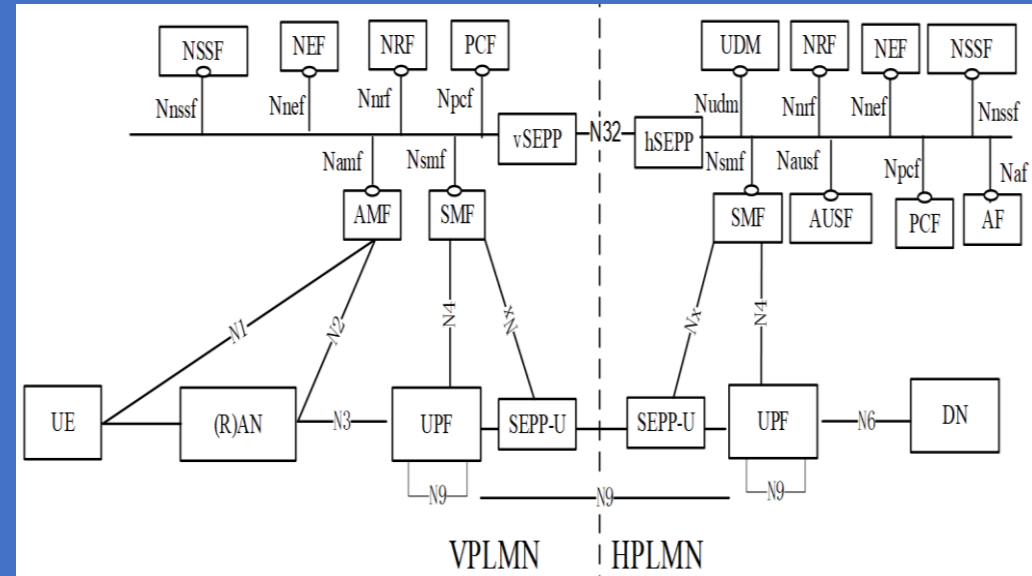 NSSF
NEF
NRF
PCF
UDM
NRF
NEF
NSSF
Nnssf
Nnef
Nnrf
Npcf
Nudm
Nnrf
Nnef
Nnssf
vSEPP
N32
hSEPP
Namf
Nsmf
Nsmf
Nausf
Npcf
Naf
AMF
SMF
SMF
AUSF
PCF
AF
N1
N2
N4
Nx
Nx
N4
UE
(R)AN
N3
UPF
SEPP-U
SEPP-U
UPF
N6
DN
N9
N9
N9
VPLMN
HPLMN